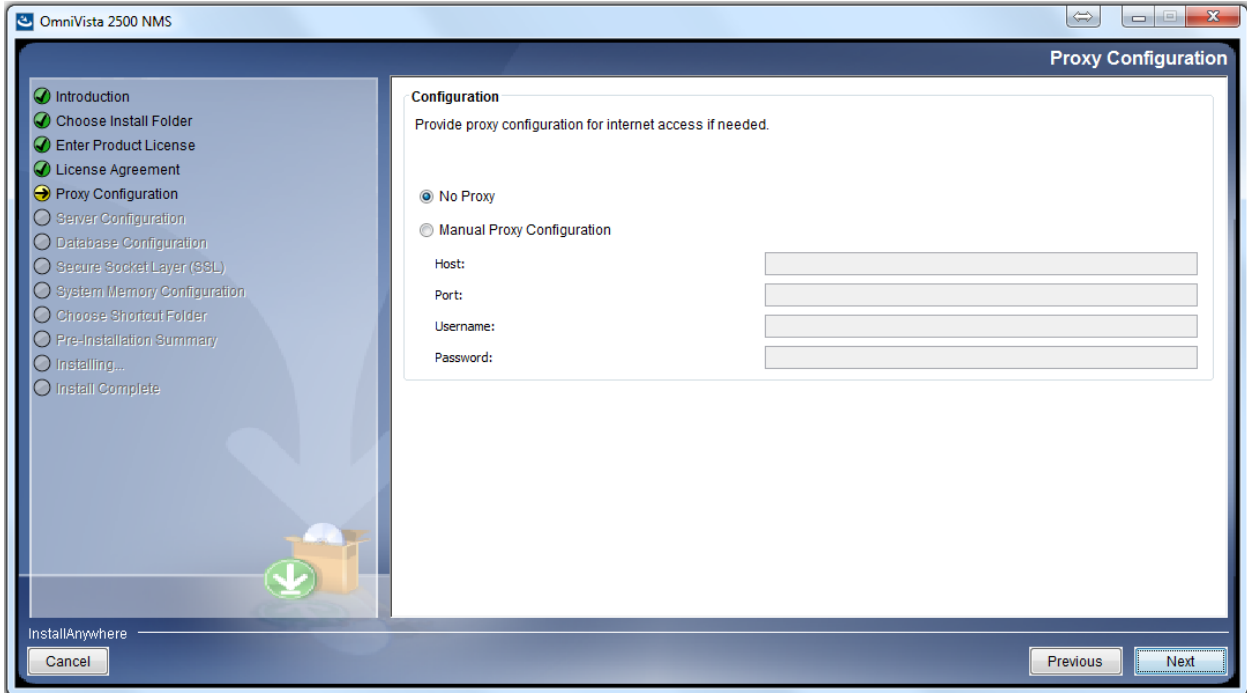 OmniVista 2500 NMS
Proxy Configuration
Introduction
Choose Install Folder
Enter Product License
License Agreement
Proxy Configuration
Server Configuration
Database Configuration
Secure Socket Layer (SSL)
System Memory Configuration
Choose Shortcut Folder
Pre-Installation Summary
Installing...
Install Complete
Configuration
Provide proxy configuration for internet access if needed.
No Proxy
Manual Proxy Configuration
Host:
Port:
Username:
Password:
InstallAnywhere
Cancel
Previous Next